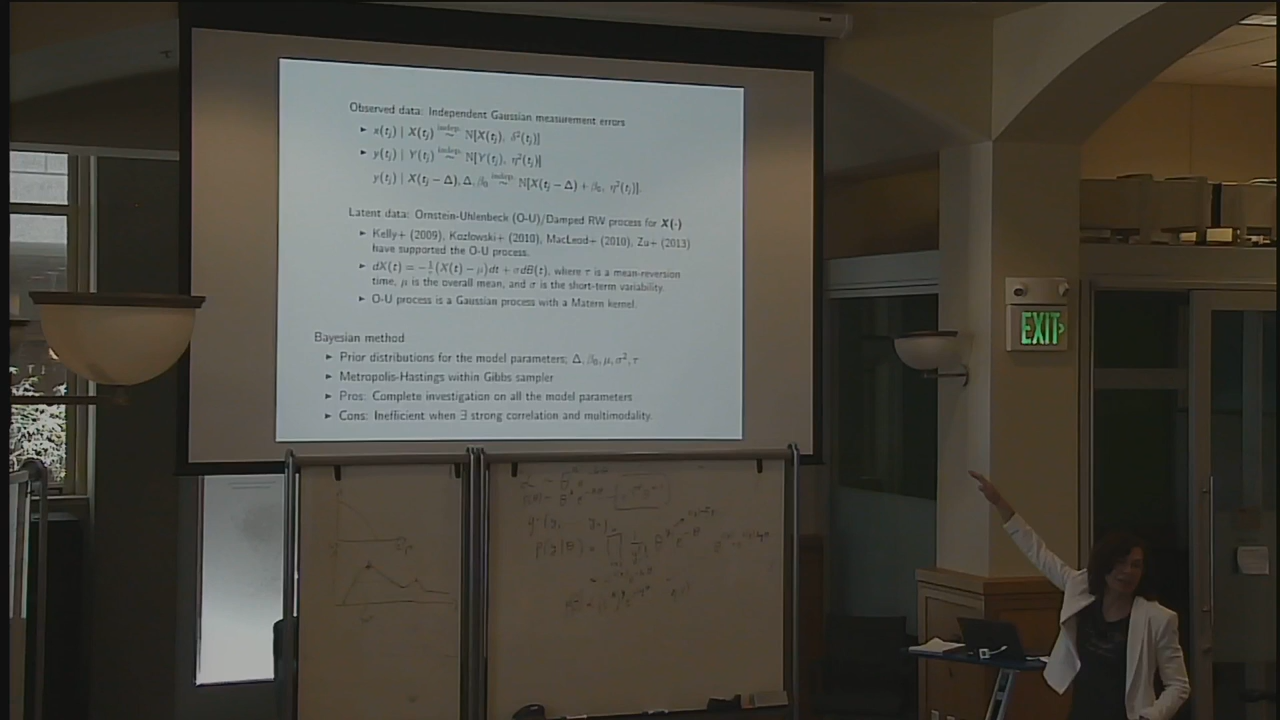 Observed data: Independent Gaussian measurement errors
► x(tⱼ) | X(tⱼ) indep.~ N[X(tⱼ), δ²(tⱼ)]
► y(tⱼ) | Y(tⱼ) indep.~ N[Y(tⱼ), η²(tⱼ)]
y(tⱼ) | X(tⱼ − Δ), Δ, β₀ indep.~ N[X(tⱼ − Δ) + β₀, η²(tⱼ)].
Latent data: Ornstein-Uhlenbeck (O-U)/Damped RW process for X(·)
► Kelly+ (2009), Kozlowski+ (2010), MacLeod+ (2010), Zu+ (2013)
have supported the O-U process.
► dX(t) = −1/τ(X(t) − μ)dt + σdB(t), where τ is a mean-reversion
time, μ is the overall mean, and σ is the short-term variability.
► O-U process is a Gaussian process with a Matern kernel.
Bayesian method
► Prior distributions for the model parameters; Δ, β₀, μ, σ², τ
► Metropolis-Hastings within Gibbs sampler
► Pros: Complete investigation on all the model parameters
► Cons: Inefficient when ∃ strong correlation and multimodality.
EXIT